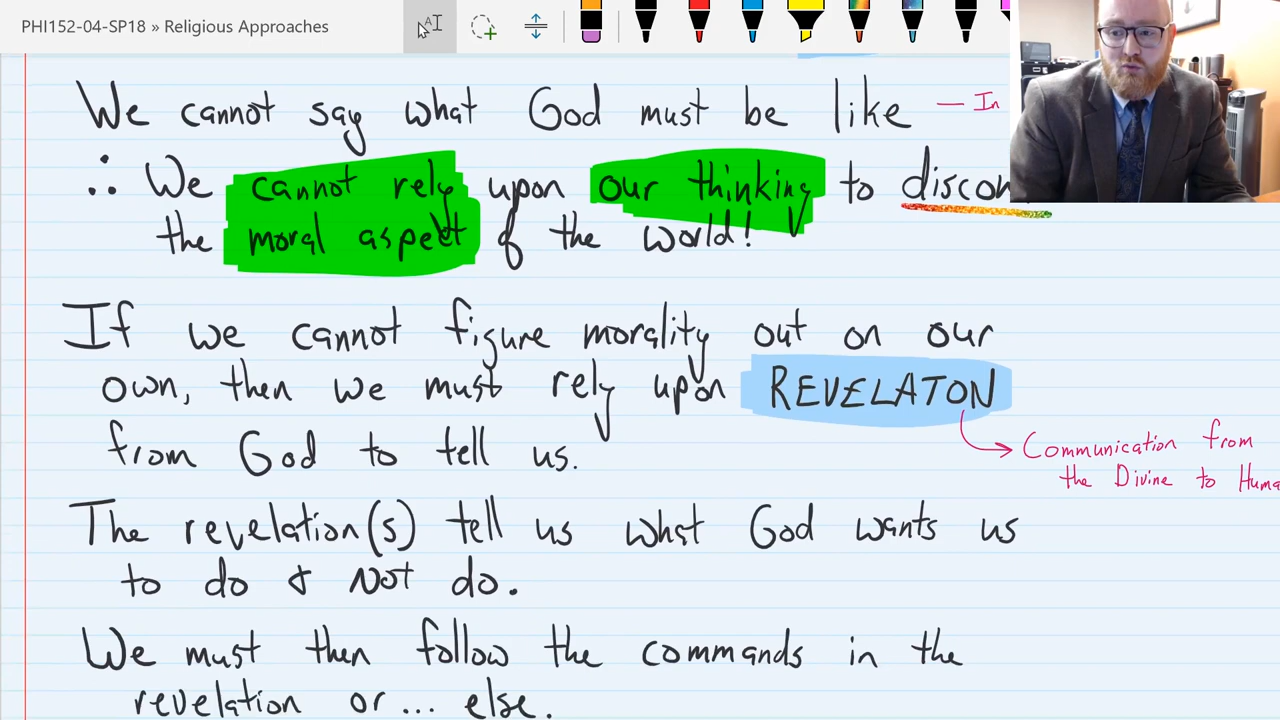 PHI152-04-SP18 » Religious Approaches
We cannot say what God must be like — In
∴ We cannot rely upon our thinking to
the moral aspect of the world!
If we cannot figure morality out on our
own, then we must rely upon REVELATON
from God to tell us.
Communication from
the Divine to Huma
The revelation(s) tell us what God wants us
to do & NOT do.
We must then follow the commands in the
revelation or... else.